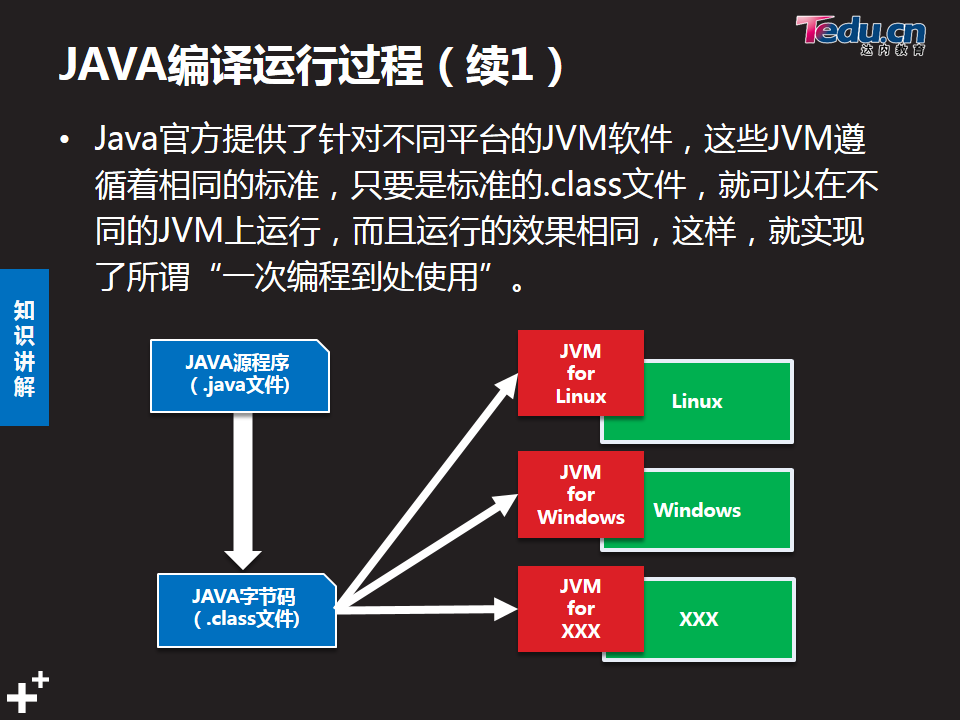 Tedu.cn
达内教育
JAVA编译运行过程（续1）
• Java官方提供了针对不同平台的JVM软件，这些JVM遵
循着相同的标准，只要是标准的.class文件，就可以在不
同的JVM上运行，而且运行的效果相同，这样，就实现
了所谓“一次编程到处使用”。
知
识
讲
解
JAVA源程序
（.java文件)
JAVA字节码
（.class文件)
JVM
for
Linux
Linux
JVM
for
Windows
Windows
JVM
for
XXX
XXX